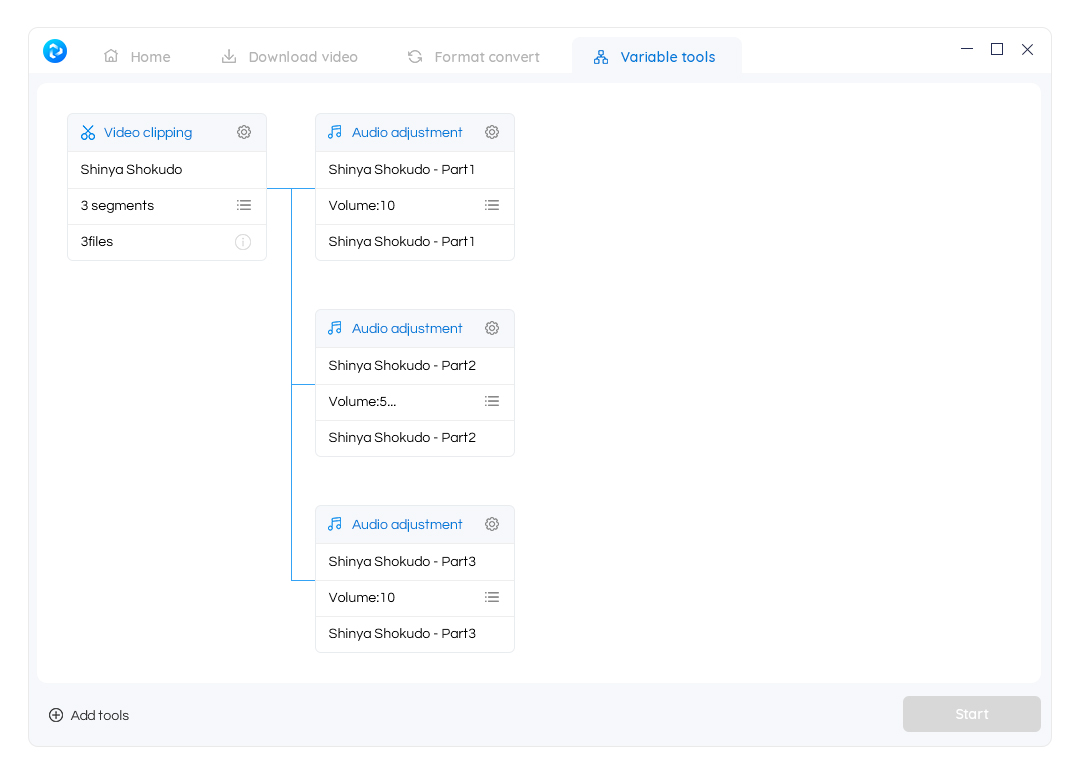 Home
Download video
Format convert
Variable tools
Video clipping
Shinya Shokudo
3 segments
3files
Audio adjustment
Shinya Shokudo - Part1
Volume:10
Shinya Shokudo - Part1
Audio adjustment
Shinya Shokudo - Part2
Volume:5...
Shinya Shokudo - Part2
Audio adjustment
Shinya Shokudo - Part3
Volume:10
Shinya Shokudo - Part3
Add tools
Start